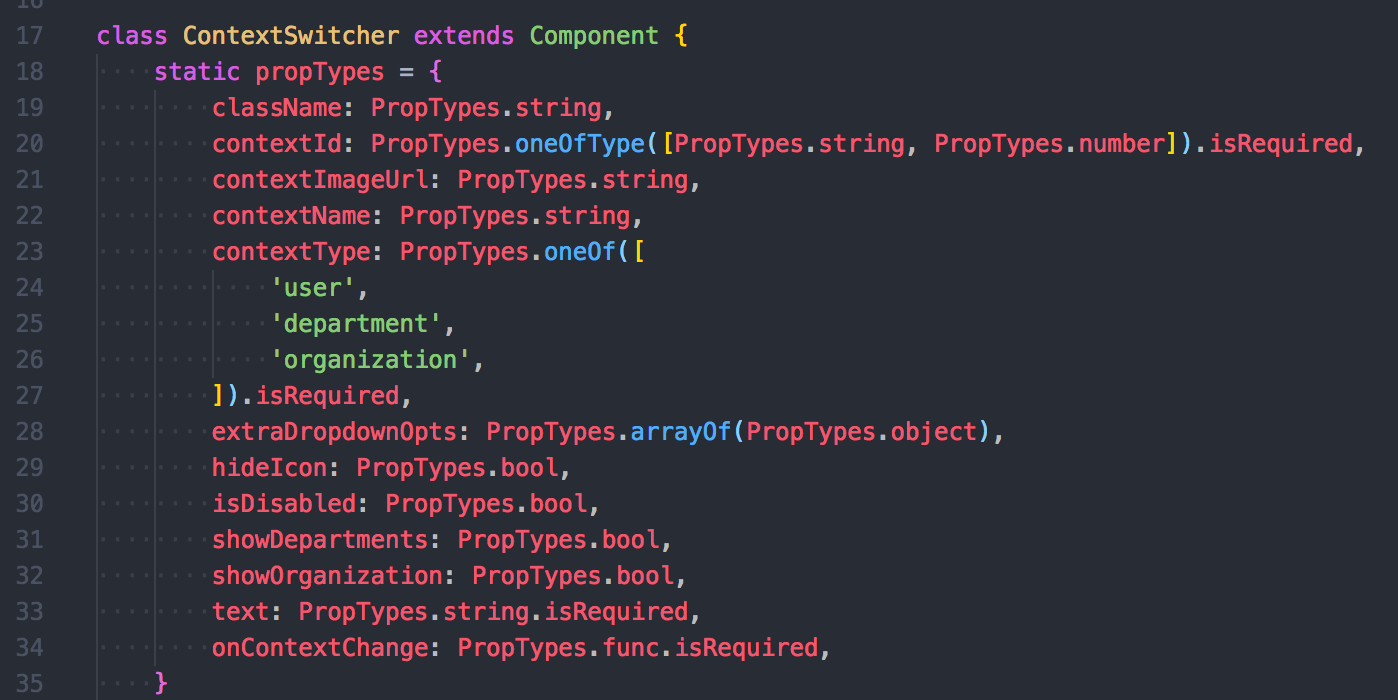 16
17 class ContextSwitcher extends Component {
18     static propTypes = {
19         className: PropTypes.string,
20         contextId: PropTypes.oneOfType([PropTypes.string, PropTypes.number]).isRequired,
21         contextImageUrl: PropTypes.string,
22         contextName: PropTypes.string,
23         contextType: PropTypes.oneOf([
24             'user',
25             'department',
26             'organization',
27         ]).isRequired,
28         extraDropdownOpts: PropTypes.arrayOf(PropTypes.object),
29         hideIcon: PropTypes.bool,
30         isDisabled: PropTypes.bool,
31         showDepartments: PropTypes.bool,
32         showOrganization: PropTypes.bool,
33         text: PropTypes.string.isRequired,
34         onContextChange: PropTypes.func.isRequired,
35     }